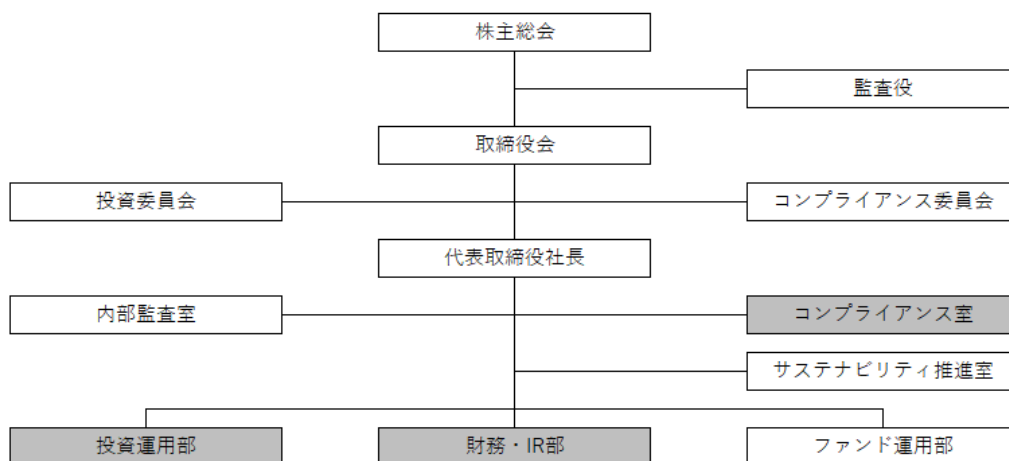 株主総会
監査役
取締役会
投資委員会
コンプライアンス委員会
代表取締役社長
内部監査室
コンプライアンス室
サステナビリティ推進室
投資運用部
財務・IR部
ファンド運用部